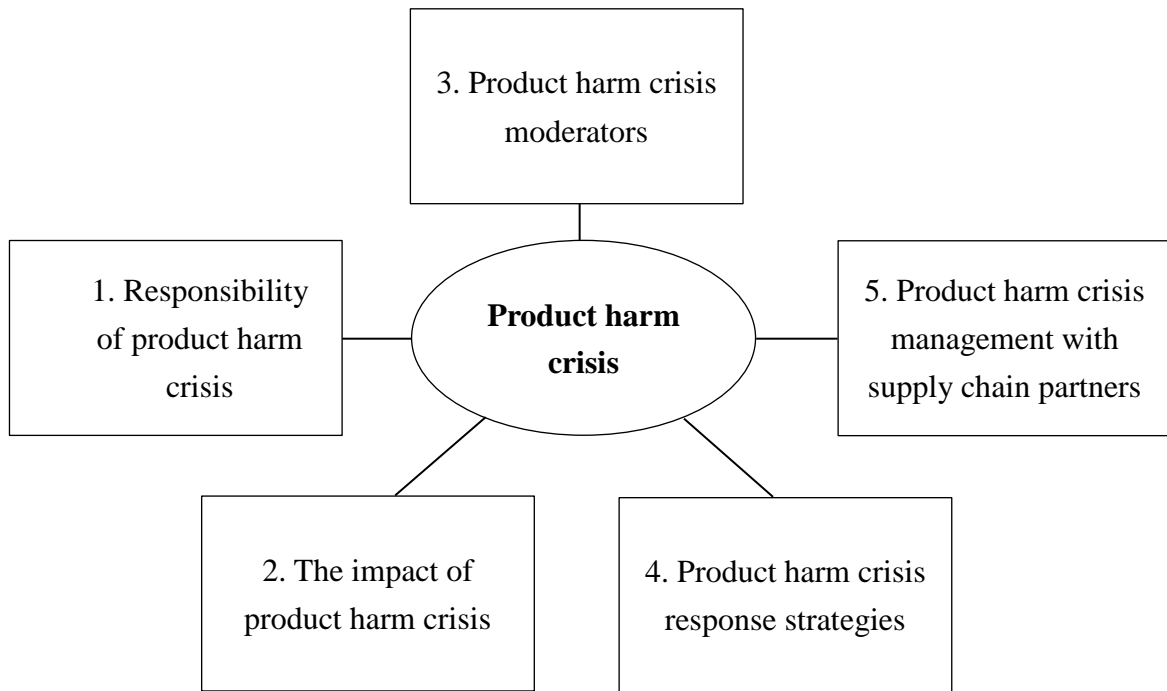 3. Product harm crisis
moderators
1. Responsibility
of product harm
crisis
Product harm
crisis
5. Product harm crisis
management with
supply chain partners
2. The impact of
product harm crisis
4. Product harm crisis
response strategies